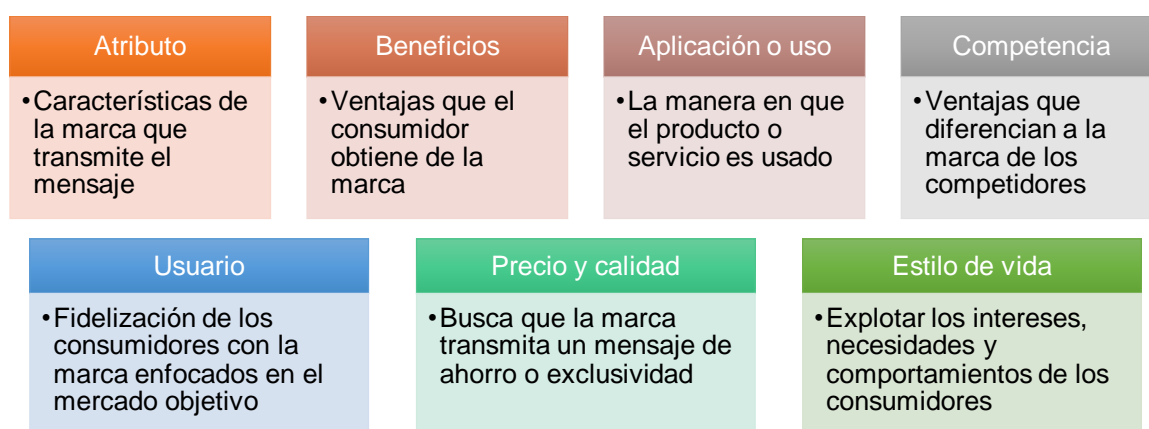 Atributo
•Características de
la marca que
transmite el
mensaje
Beneficios
•Ventajas que el
consumidor
obtiene de la
marca
Aplicación o uso
•La manera en que
el producto o
servicio es usado
Competencia
•Ventajas que
diferencian a la
marca de los
competidores
Usuario
•Fidelización de los
consumidores con la
marca enfocados en el
mercado objetivo
Precio y calidad
•Busca que la marca
transmita un mensaje de
ahorro o exclusividad
Estilo de vida
•Explotar los intereses,
necesidades y
comportamientos de los
consumidores